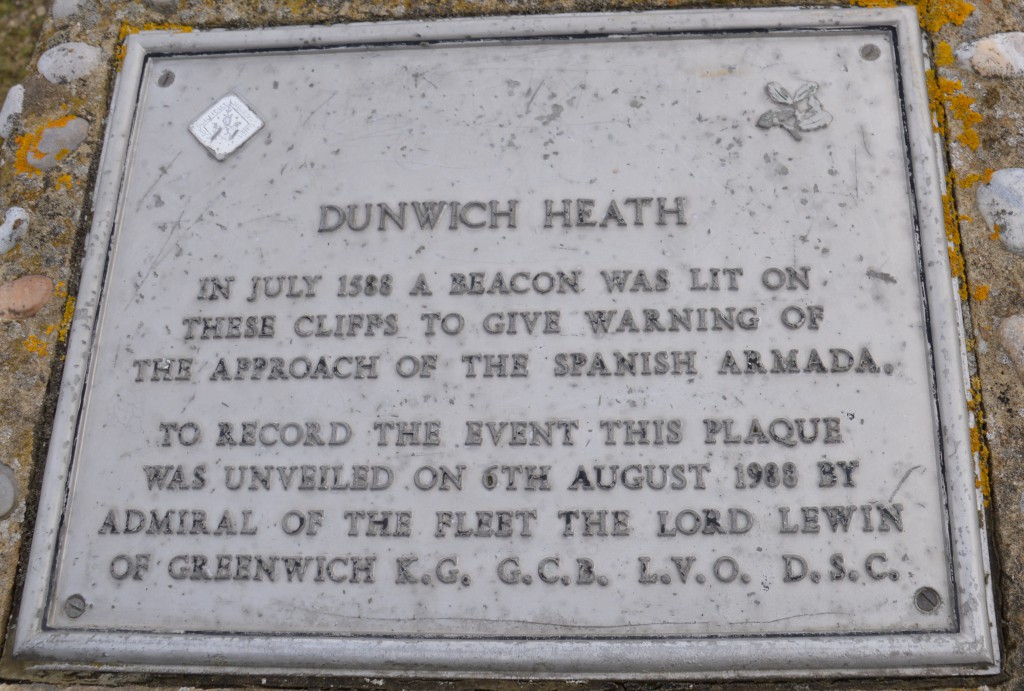 DUNWICH HEATH
IN JULY 1588 A BEACON WAS LIT ON
THESE CLIFFS TO GIVE WARNING OF
THE APPROACH OF THE SPANISH ARMADA.
TO RECORD THE EVENT THIS PLAQUE
WAS UNVEILED ON 6TH AUGUST 1988 BY
ADMIRAL OF THE FLEET THE LORD LEWIN
OF GREENWICH K.G. G.C.B. L.V.O. D.S.C.